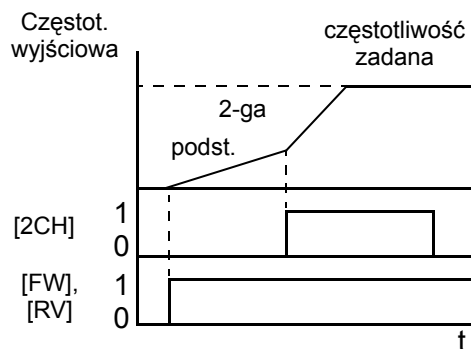 Częstot.
wyjściowa
częstotliwość
zadana
2-ga
podst.
[2CH]
1
0
[FW],
[RV]
1
0
t